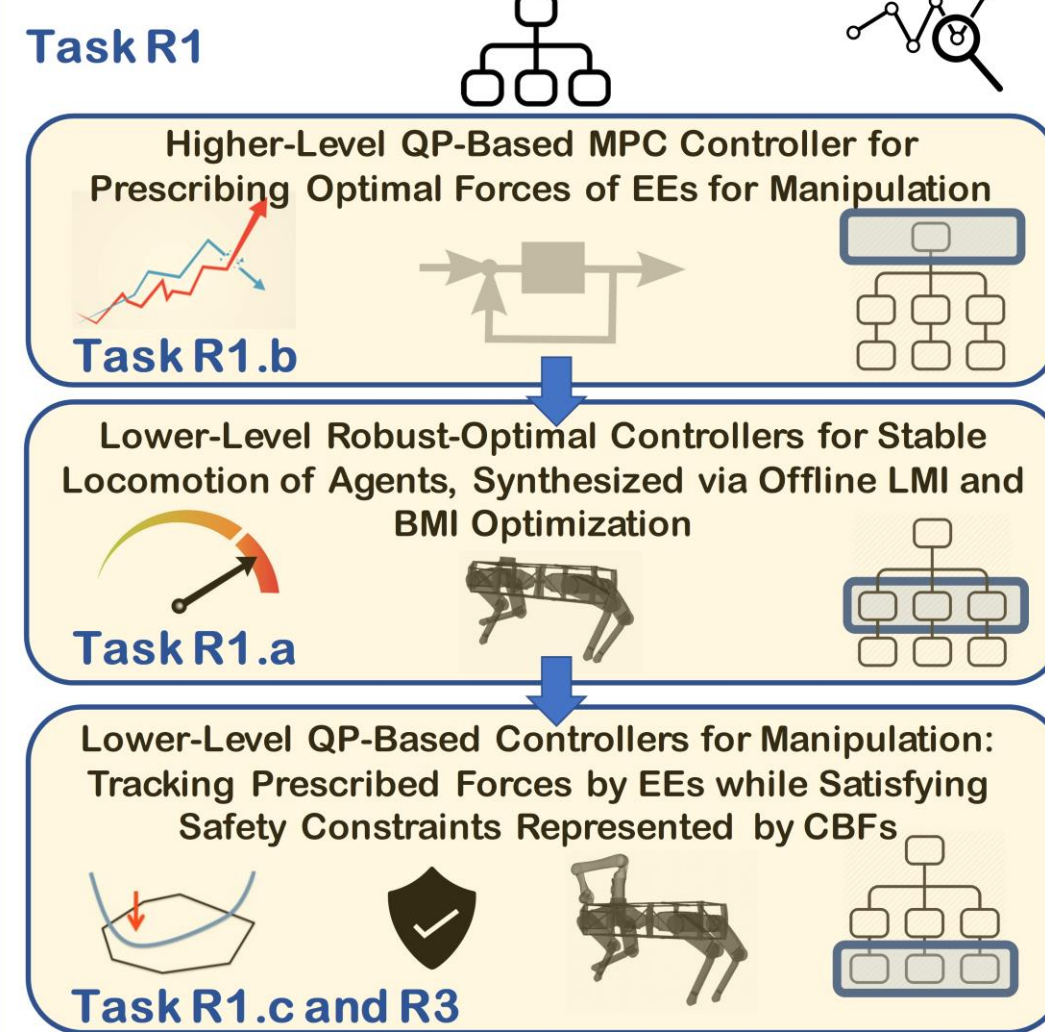 Task R1
Higher-Level QP-Based MPC Controller for
Prescribing Optimal Forces of EEs for Manipulation
Task R1.b
Lower-Level Robust-Optimal Controllers for Stable
Locomotion of Agents, Synthesized via Offline LMI and
BMI Optimization
Task R1.a
Lower-Level QP-Based Controllers for Manipulation:
Tracking Prescribed Forces by EEs while Satisfying
Safety Constraints Represented by CBFs
Task R1.c and R3